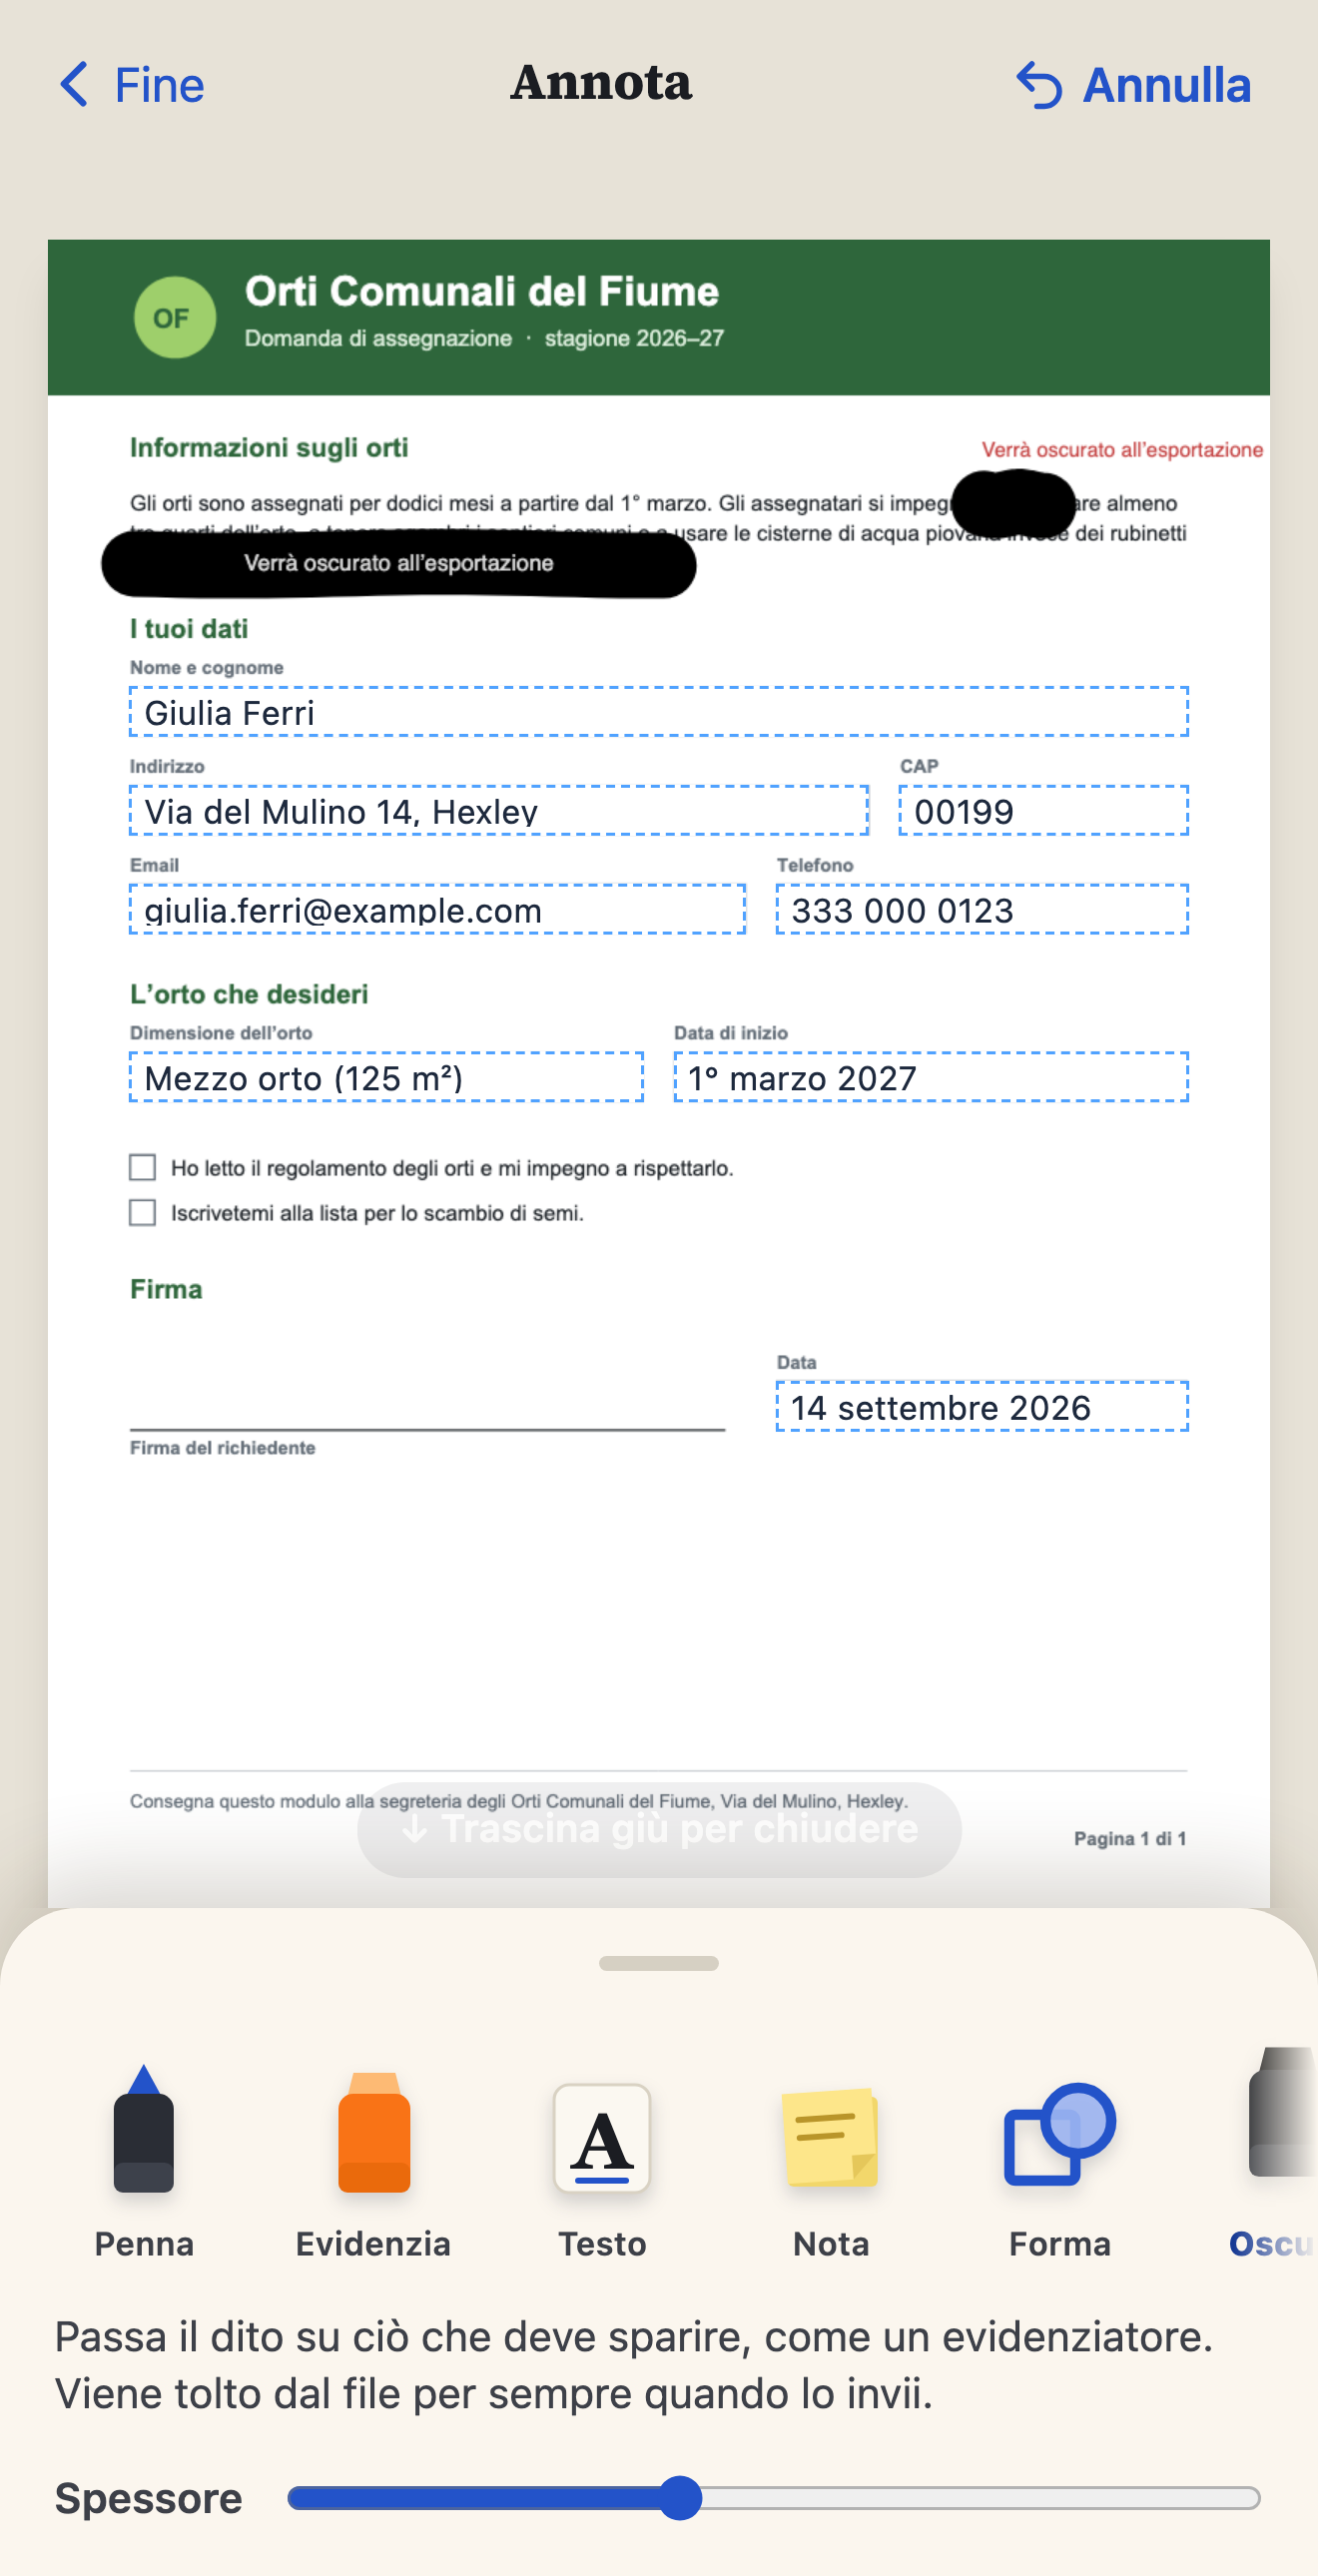 Fine
Annota
Annulla
OF
Orti Comunali del Fiume
Domanda di assegnazione · stagione 2026–27
Informazioni sugli orti
Verrà oscurato all’esportazione
Gli orti sono assegnati per dodici mesi a partire dal 1° marzo. Gli assegnatari si impegn are almeno
usare le cisterne di acqua piovana invece dei rubinetti
Verrà oscurato all’esportazione
I tuoi dati
Nome e cognome
Giulia Ferri
Indirizzo CAP
Via del Mulino 14, Hexley 00199
Email Telefono
giulia.ferri@example.com 333 000 0123
L’orto che desideri
Dimensione dell’orto Data di inizio
Mezzo orto (125 m²) 1° marzo 2027
Ho letto il regolamento degli orti e mi impegno a rispettarlo.
Iscrivetemi alla lista per lo scambio di semi.
Firma
Data
14 settembre 2026
Firma del richiedente
Consegna questo modulo alla segreteria degli Orti Comunali del Fiume, Via del Mulino, Hexley.
↓ Trascina giù per chiudere
Pagina 1 di 1
A
Penna Evidenzia Testo Nota Forma Oscu
Passa il dito su ciò che deve sparire, come un evidenziatore.
Viene tolto dal file per sempre quando lo invii.
Spessore